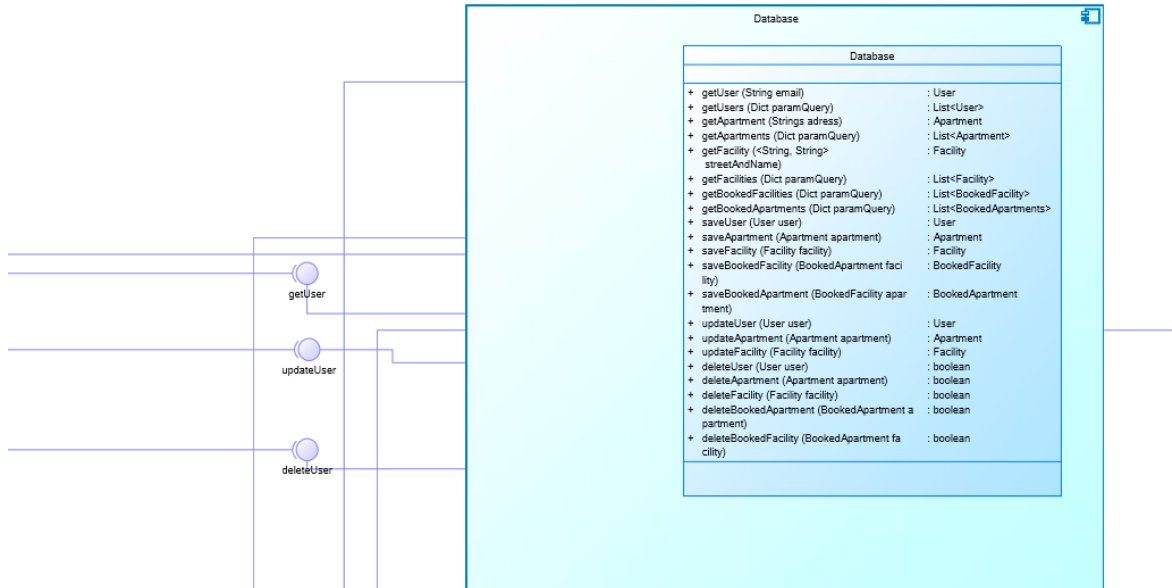 Database
Database
+ getUser (String email) : User
+ getUsers (Dict paramQuery) : List<User>
+ getApartment (Strings adress) : Apartment
+ getApartments (Dict paramQuery) : List<Apartment>
+ getFacility (<String, String> : Facility
streetAndName)
+ getFacilities (Dict paramQuery) : List<Facility>
+ getBookedFacilities (Dict paramQuery) : List<BookedFacility>
+ getBookedApartments (Dict paramQuery) : List<BookedApartments>
+ saveUser (User user) : User
+ saveApartment (Apartment apartment) : Apartment
+ saveFacility (Facility facility) : Facility
+ saveBookedFacility (BookedApartment faci : BookedFacility
lity)
+ saveBookedApartment (BookedFacility apar : BookedApartment
tment)
+ updateUser (User user) : User
+ updateApartment (Apartment apartment) : Apartment
+ updateFacility (Facility facility) : Facility
+ deleteUser (User user) : boolean
+ deleteApartment (Apartment apartment) : boolean
+ deleteFacility (Facility facility) : boolean
+ deleteBookedApartment (BookedApartment a : boolean
partment)
+ deleteBookedFacility (BookedApartment fa : boolean
cility)
getUser
updateUser
deleteUser